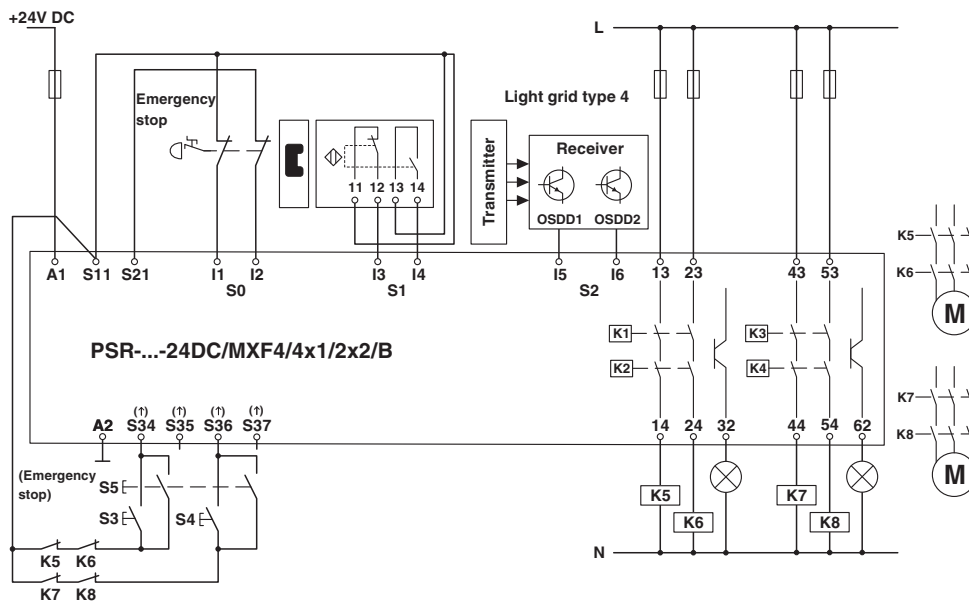 +24V DC
L
Emergency
stop
Light grid type 4
Transmitter
Receiver
11 12 13 14
OSDD1 OSDD2
K5
K6
M
A1 S11 S21 I1 I2 I3 I4 I5 I6 13 23 43 53
S0 S1 S2
K1 K3
K2 K4
PSR-...-24DC/MXF4/4x1/2x2/B
K7
K8
M
(↑) (↑) (↑) (↑)
A2 S34 S35 S36 S37 14 24 32 44 54 62
(Emergency
stop)
S5
S3 S4
K5 K7
K6 K8
N
K5 K6
K7 K8